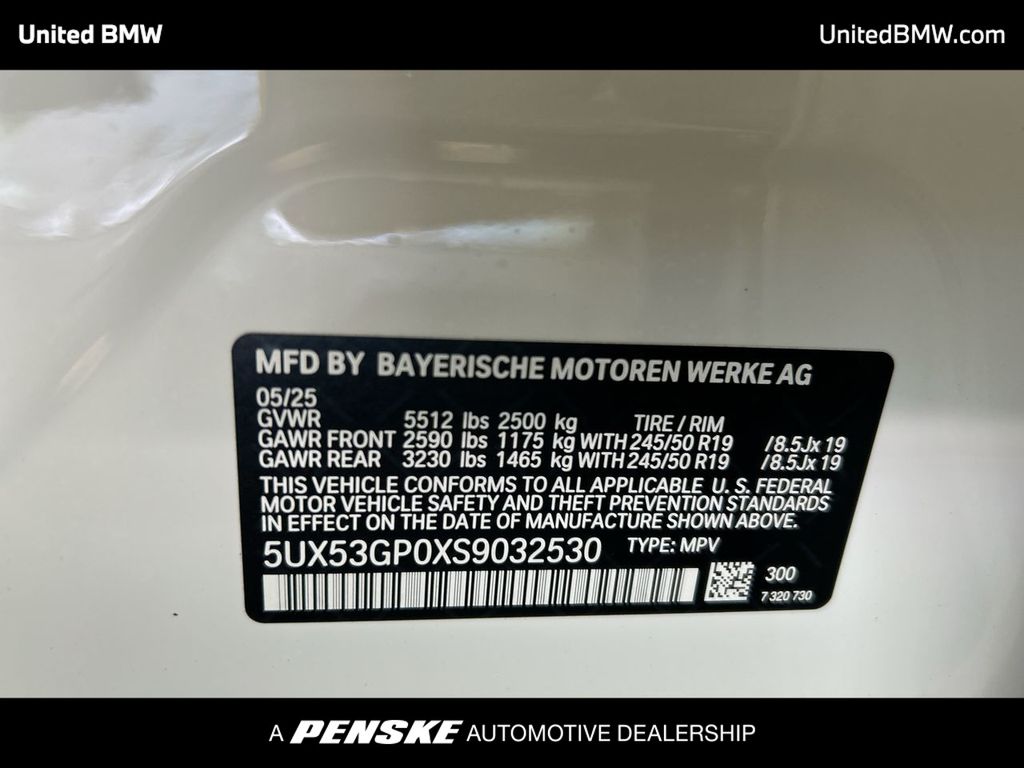 United BMW
UnitedBMW.com
MFD BY BAYERISCHE MOTOREN WERKE AG
05/25
GVWR 5512 lbs 2500 kg TIRE / RIM
GAWR FRONT 2590 lbs 1175 kg WITH 245/50 R19 /8.5Jx 19
GAWR REAR 3230 lbs 1465 kg WITH 245/50 R19 /8.5Jx 19
THIS VEHICLE CONFORMS TO ALL APPLICABLE U. S. FEDERAL
MOTOR VEHICLE SAFETY AND THEFT PREVENTION STANDARDS
IN EFFECT ON THE DATE OF MANUFACTURE SHOWN ABOVE.
5UX53GP0XS9032530 TYPE: MPV
300
7 320 730
A PENSKE AUTOMOTIVE DEALERSHIP